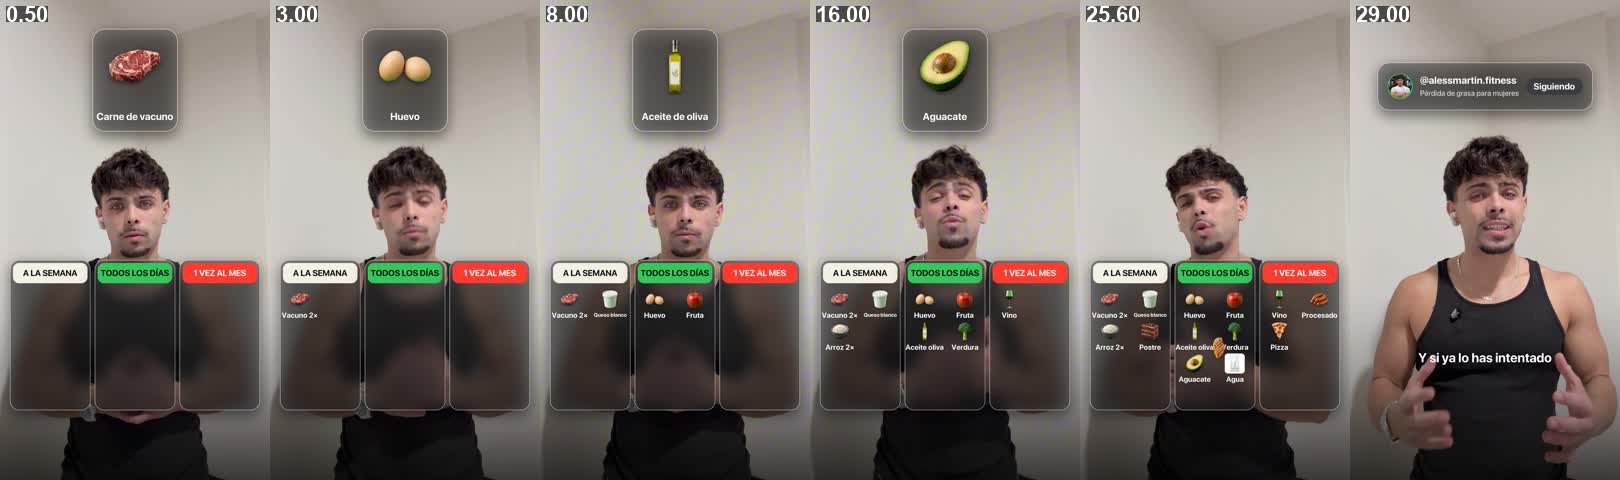 0.50
Carne de vacuno
A LA SEMANA
TODOS LOS DÍAS
1 VEZ AL MES
3.00
Huevo
A LA SEMANA
TODOS LOS DÍAS
1 VEZ AL MES
Vacuno 2×
8.00
Aceite de oliva
A LA SEMANA
TODOS LOS DÍAS
1 VEZ AL MES
Vacuno 2×
Queso blanco
Huevo
Fruta
16.00
Aguacate
A LA SEMANA
TODOS LOS DÍAS
1 VEZ AL MES
Vacuno 2×
Queso blanco
Huevo
Fruta
Vino
Arroz 2×
Aceite oliva
Verdura
25.60
A LA SEMANA
TODOS LOS DÍAS
1 VEZ AL MES
Vacuno 2×
Queso blanco
Huevo
Fruta
Vino
Procesado
Arroz 2×
Postre
Aceite oliva
Verdura
Pizza
Aguacate
Agua
29.00
@alessmartin.fitness
Pérdida de grasa para mujeres
Siguiendo
Y si ya lo has intentado